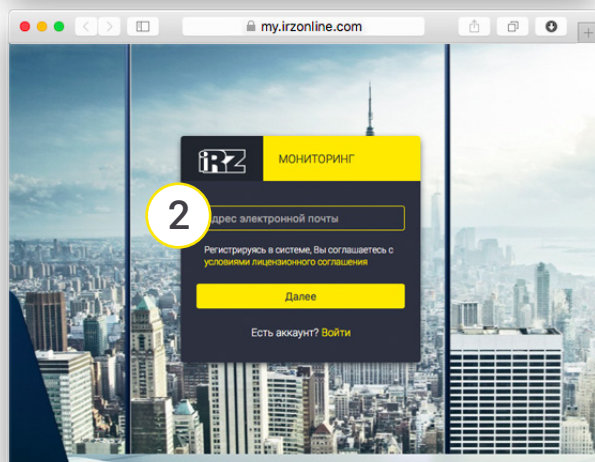 my.irzonline.com
iRZ
МОНИТОРИНГ
2
дрес электронной почты
Регистрируясь в системе, Вы соглашаетесь с
условиями лицензионного соглашения
Далее
Есть аккаунт? Войти